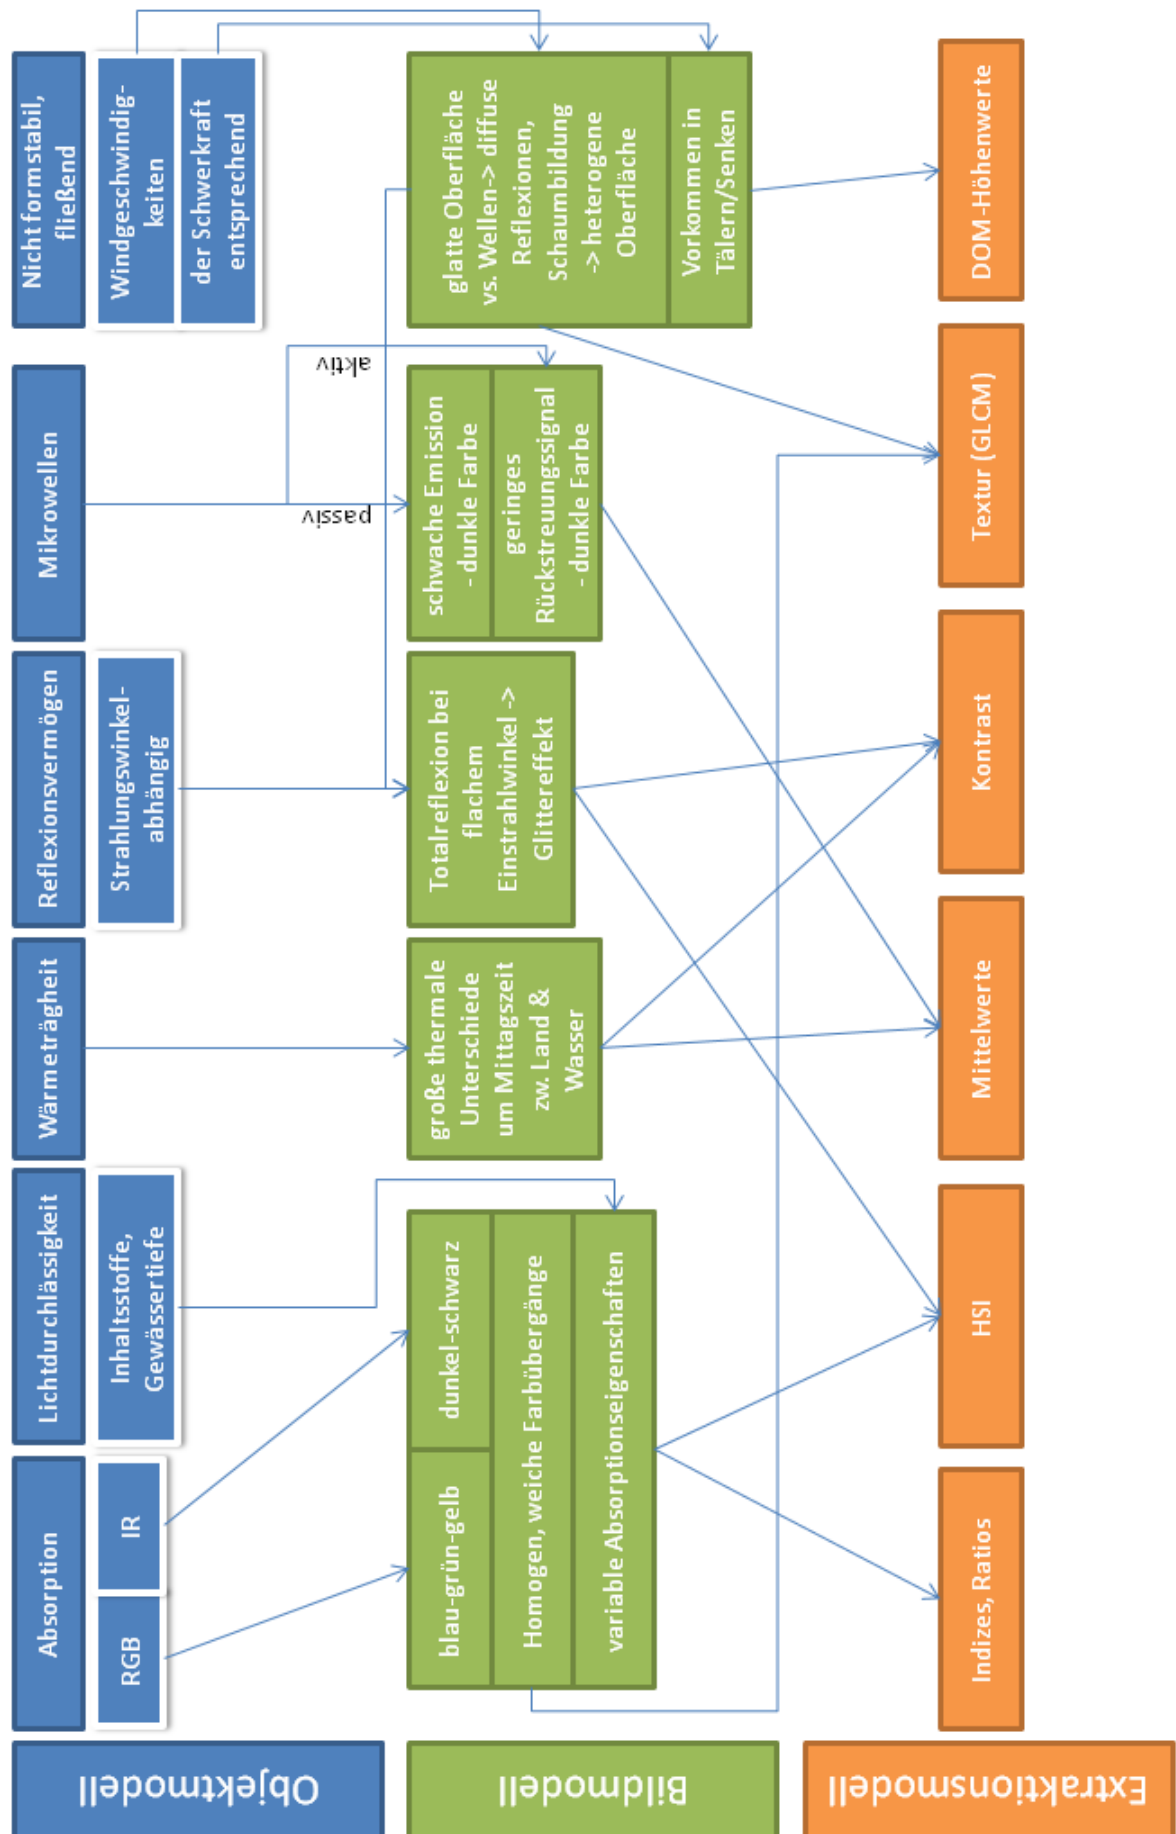 Objektmodell
Absorption
RGB
IR
Lichtdurchlässigkeit
Inhaltsstoffe,
Gewässertiefe
Wärmeträgheit
Reflexionsvermögen
Strahlungswinkel-
abhängig
Mikrowellen
Nicht formstabil,
fließend
Windgeschwindig-
keiten
der Schwerkraft
entsprechend
passiv
aktiv
Bildmodell
blau-grün-gelb
dunkel-schwarz
Homogen, weiche Farbübergänge
variable Absorptionseigenschaften
große thermale
Unterschiede
um Mittagszeit
zw. Land &
Wasser
Totalreflexion bei
flachem
Einstrahlwinkel ->
Glittereffekt
schwache Emission
- dunkle Farbe
geringes
Rückstreuungssignal
- dunkle Farbe
glatte Oberfläche
vs. Wellen-> diffuse
Reflexionen,
Schaumbildung
-> heterogene
Oberfläche
Vorkommen in
Tälern/Senken
Extraktionsmodell
Indizes, Ratios
HSI
Mittelwerte
Kontrast
Textur (GLCM)
DOM-Höhenwerte